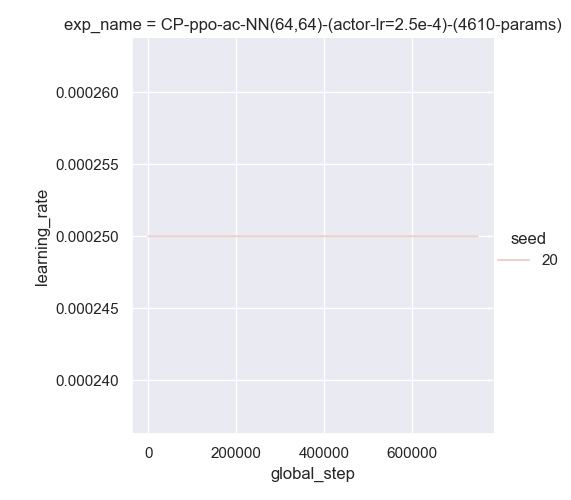 exp_name = CP-ppo-ac-NN(64,64)-(actor-lr=2.5e-4)-(4610-params)
0.000260
0.000255
0.000250
0.000245
0.000240
learning_rate
0 200000 400000 600000
global_step
seed
20